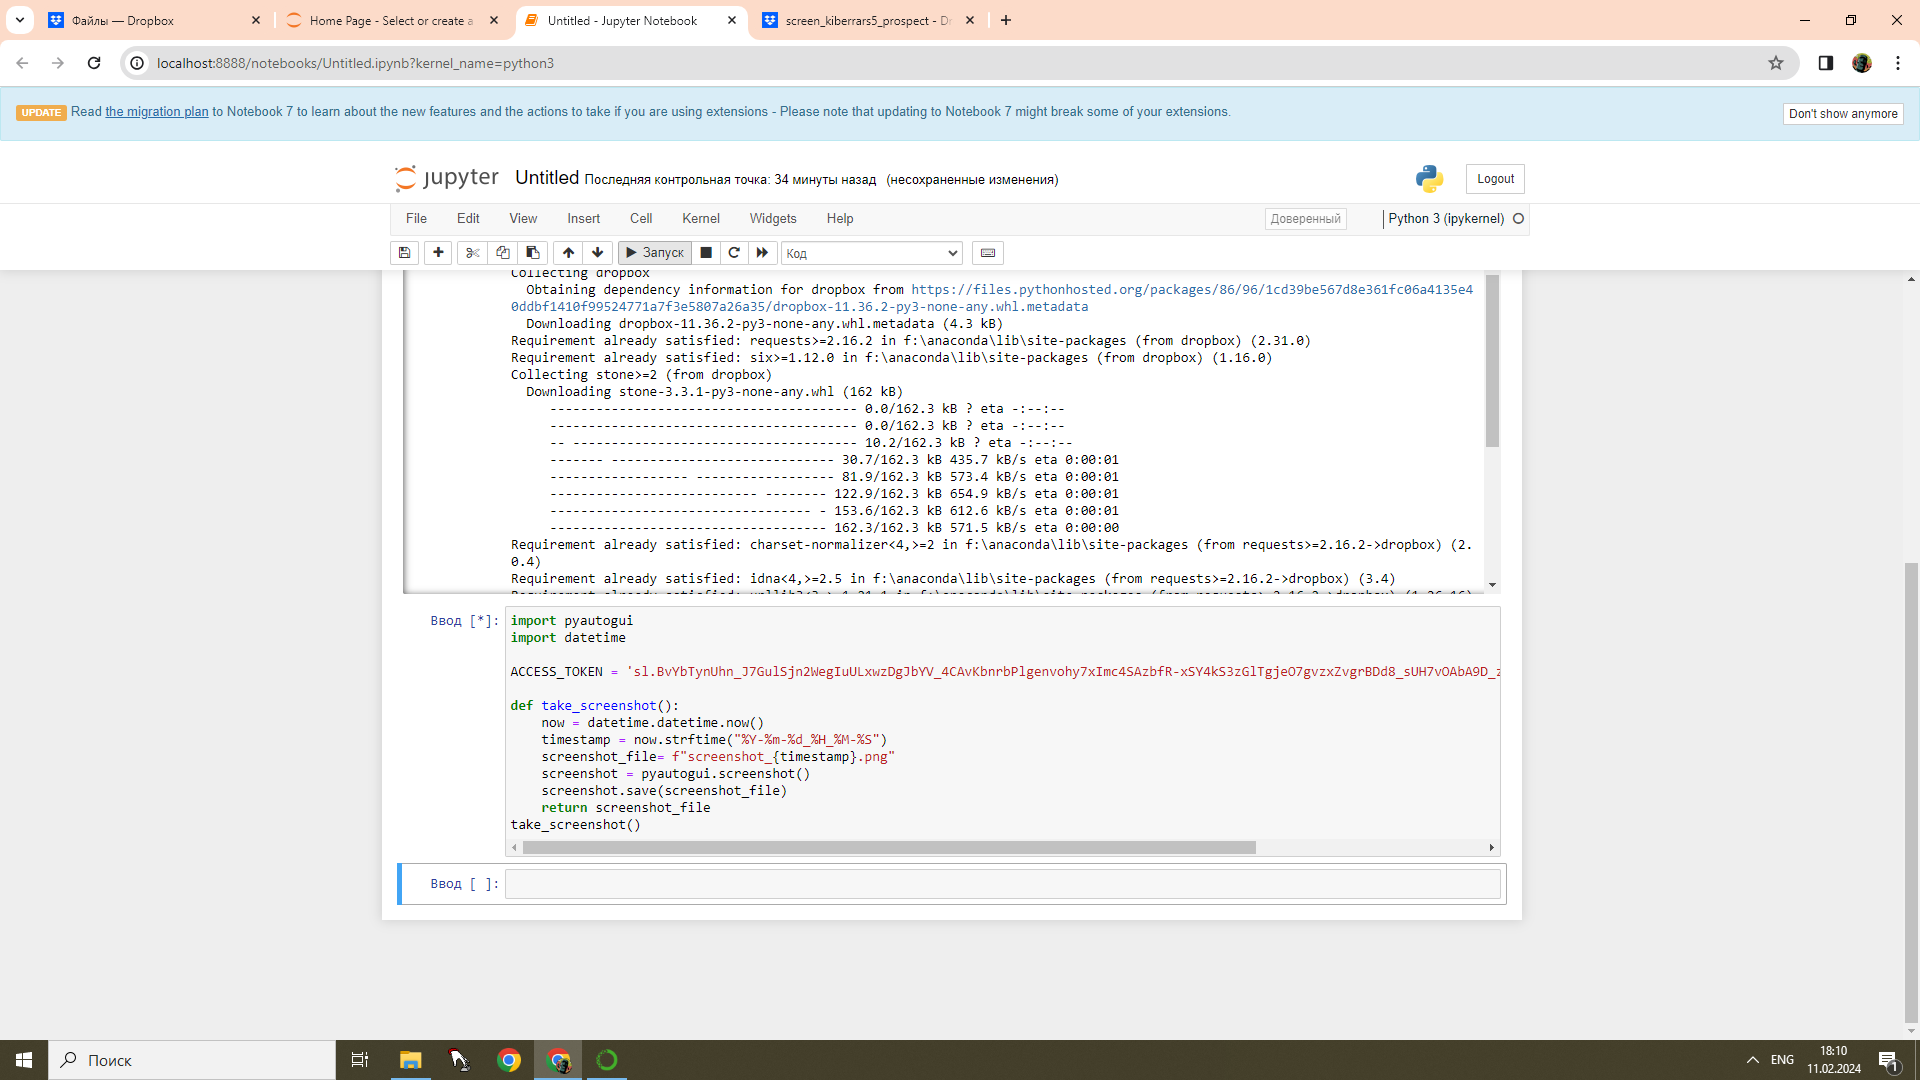 Файлы — Dropbox
Home Page - Select or create a
Untitled - Jupyter Notebook
screen_kiberrars5_prospect - Dr
localhost:8888/notebooks/Untitled.ipynb?kernel_name=python3
UPDATE Read the migration plan to Notebook 7 to learn about the new features and the actions to take if you are using extensions - Please note that updating to Notebook 7 might break some of your extensions.
Don't show anymore
jupyter Untitled Последняя контрольная точка: 34 минуты назад (несохраненные изменения)
Logout
File Edit View Insert Cell Kernel Widgets Help
Доверенный
Python 3 (ipykernel)
Запуск
Код
Collecting dropbox
Obtaining dependency information for dropbox from https://files.pythonhosted.org/packages/86/96/1cd39be567d8e361fc06a4135e4
0ddbf1410f99524771a7f3e5807a26a35/dropbox-11.36.2-py3-none-any.whl.metadata
Downloading dropbox-11.36.2-py3-none-any.whl.metadata (4.3 kB)
Requirement already satisfied: requests>=2.16.2 in f:\anaconda\lib\site-packages (from dropbox) (2.31.0)
Requirement already satisfied: six>=1.12.0 in f:\anaconda\lib\site-packages (from dropbox) (1.16.0)
Collecting stone>=2 (from dropbox)
Downloading stone-3.3.1-py3-none-any.whl (162 kB)
---------------------------------------- 0.0/162.3 kB ? eta -:--:--
---------------------------------------- 0.0/162.3 kB ? eta -:--:--
-- ------------------------------------- 10.2/162.3 kB ? eta -:--:--
------- ----------------------------- 30.7/162.3 kB 435.7 kB/s eta 0:00:01
------------------ ------------------ 81.9/162.3 kB 573.4 kB/s eta 0:00:01
--------------------------- -------- 122.9/162.3 kB 654.9 kB/s eta 0:00:01
---------------------------------- - 153.6/162.3 kB 612.6 kB/s eta 0:00:01
------------------------------------ 162.3/162.3 kB 571.5 kB/s eta 0:00:00
Requirement already satisfied: charset-normalizer<4,>=2 in f:\anaconda\lib\site-packages (from requests>=2.16.2->dropbox) (2.
0.4)
Requirement already satisfied: idna<4,>=2.5 in f:\anaconda\lib\site-packages (from requests>=2.16.2->dropbox) (3.4)
Ввод [*]:
import pyautogui
import datetime
ACCESS_TOKEN = 'sl.BvYbTynUhn_J7GulSjn2WegIuULxwzDgJbYV_4CAvKbnrbPlgenvohy7xImc4SAzbfR-xSY4kS3zGlTgjeO7gvzxZvgrBDd8_sUH7vOAbA9D_z
def take_screenshot():
now = datetime.datetime.now()
timestamp = now.strftime("%Y-%m-%d_%H_%M-%S")
screenshot_file= f"screenshot_{timestamp}.png"
screenshot = pyautogui.screenshot()
screenshot.save(screenshot_file)
return screenshot_file
take_screenshot()
Ввод [ ]:
Поиск
ENG
18:10
11.02.2024
1